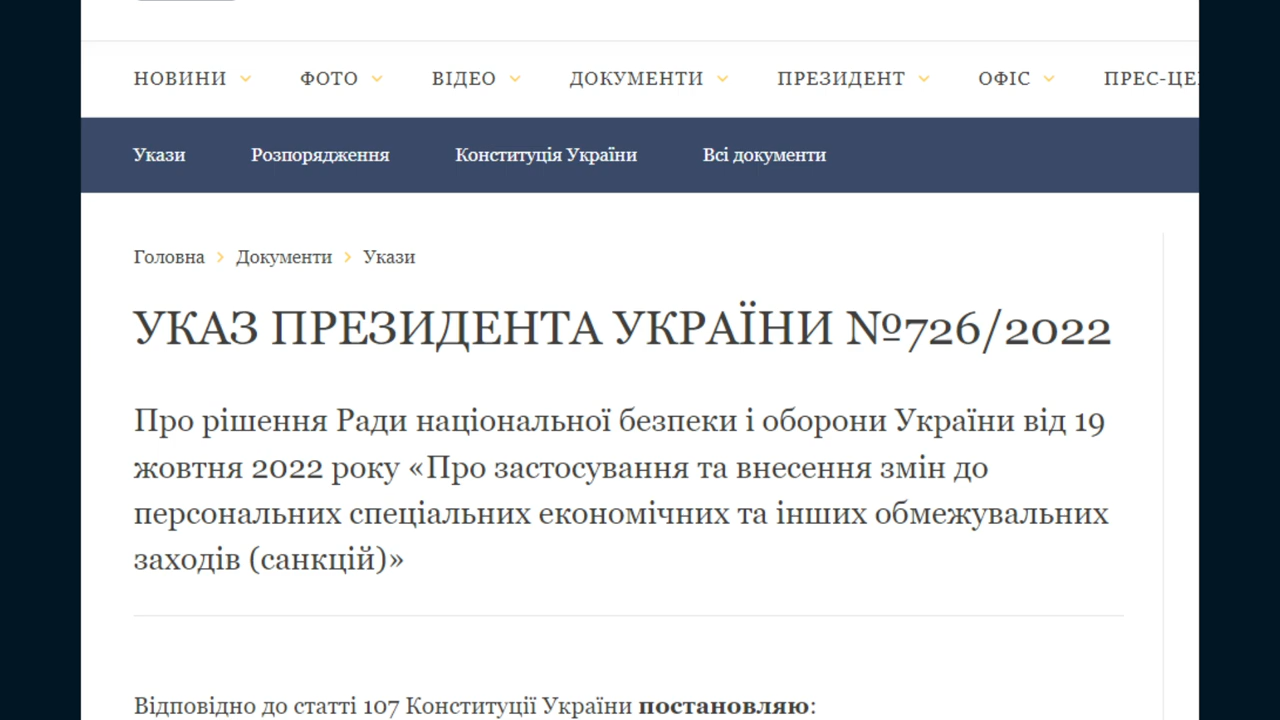 НОВИНИ ФОТО ВІДЕО ДОКУМЕНТИ ПРЕЗИДЕНТ ОФІС ПРЕС-ЦЕ
Укази Розпорядження Конституція України Всі документи
Головна > Документи > Укази
УКАЗ ПРЕЗИДЕНТА УКРАЇНИ №726/2022
Про рішення Ради національної безпеки і оборони України від 19
жовтня 2022 року «Про застосування та внесення змін до
персональних спеціальних економічних та інших обмежувальних
заходів (санкцій)»
Відповідно до статті 107 Конституції України постановляю: